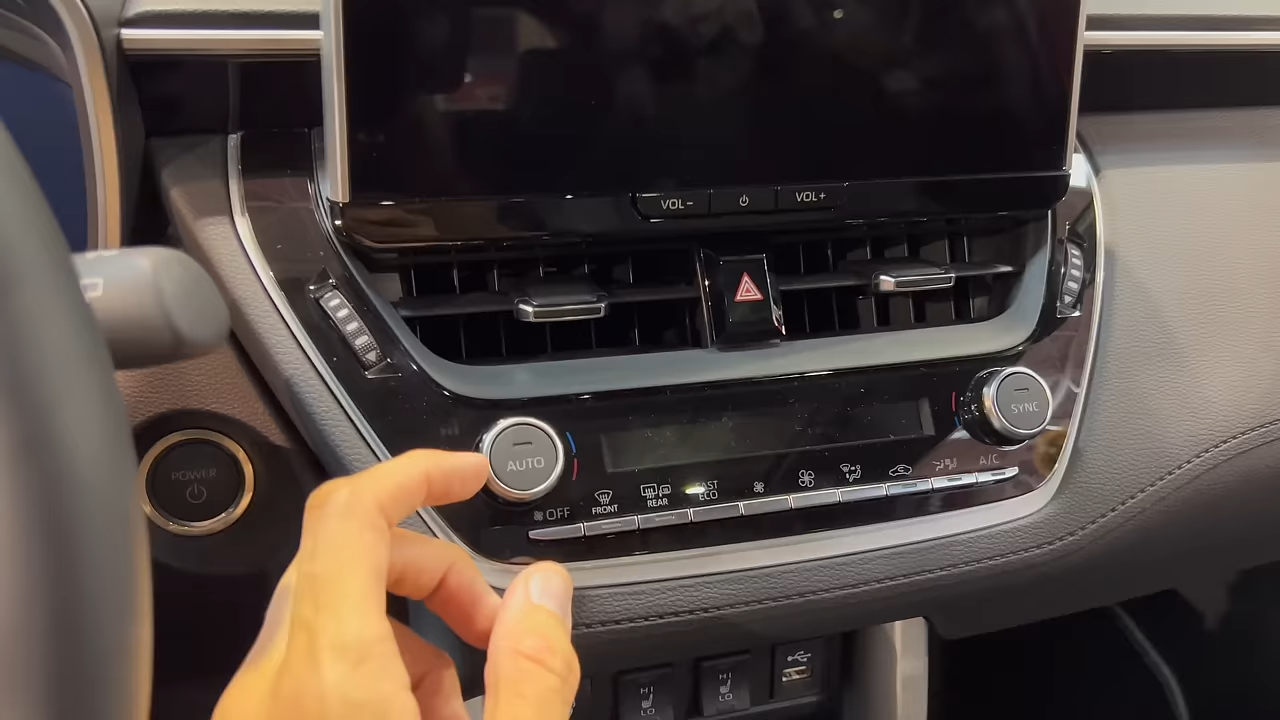 VOL−
VOL+
SYNC
AUTO
POWER
A/C
FAST
ECO
REAR
FRONT
OFF
HI
LO
HI
LO